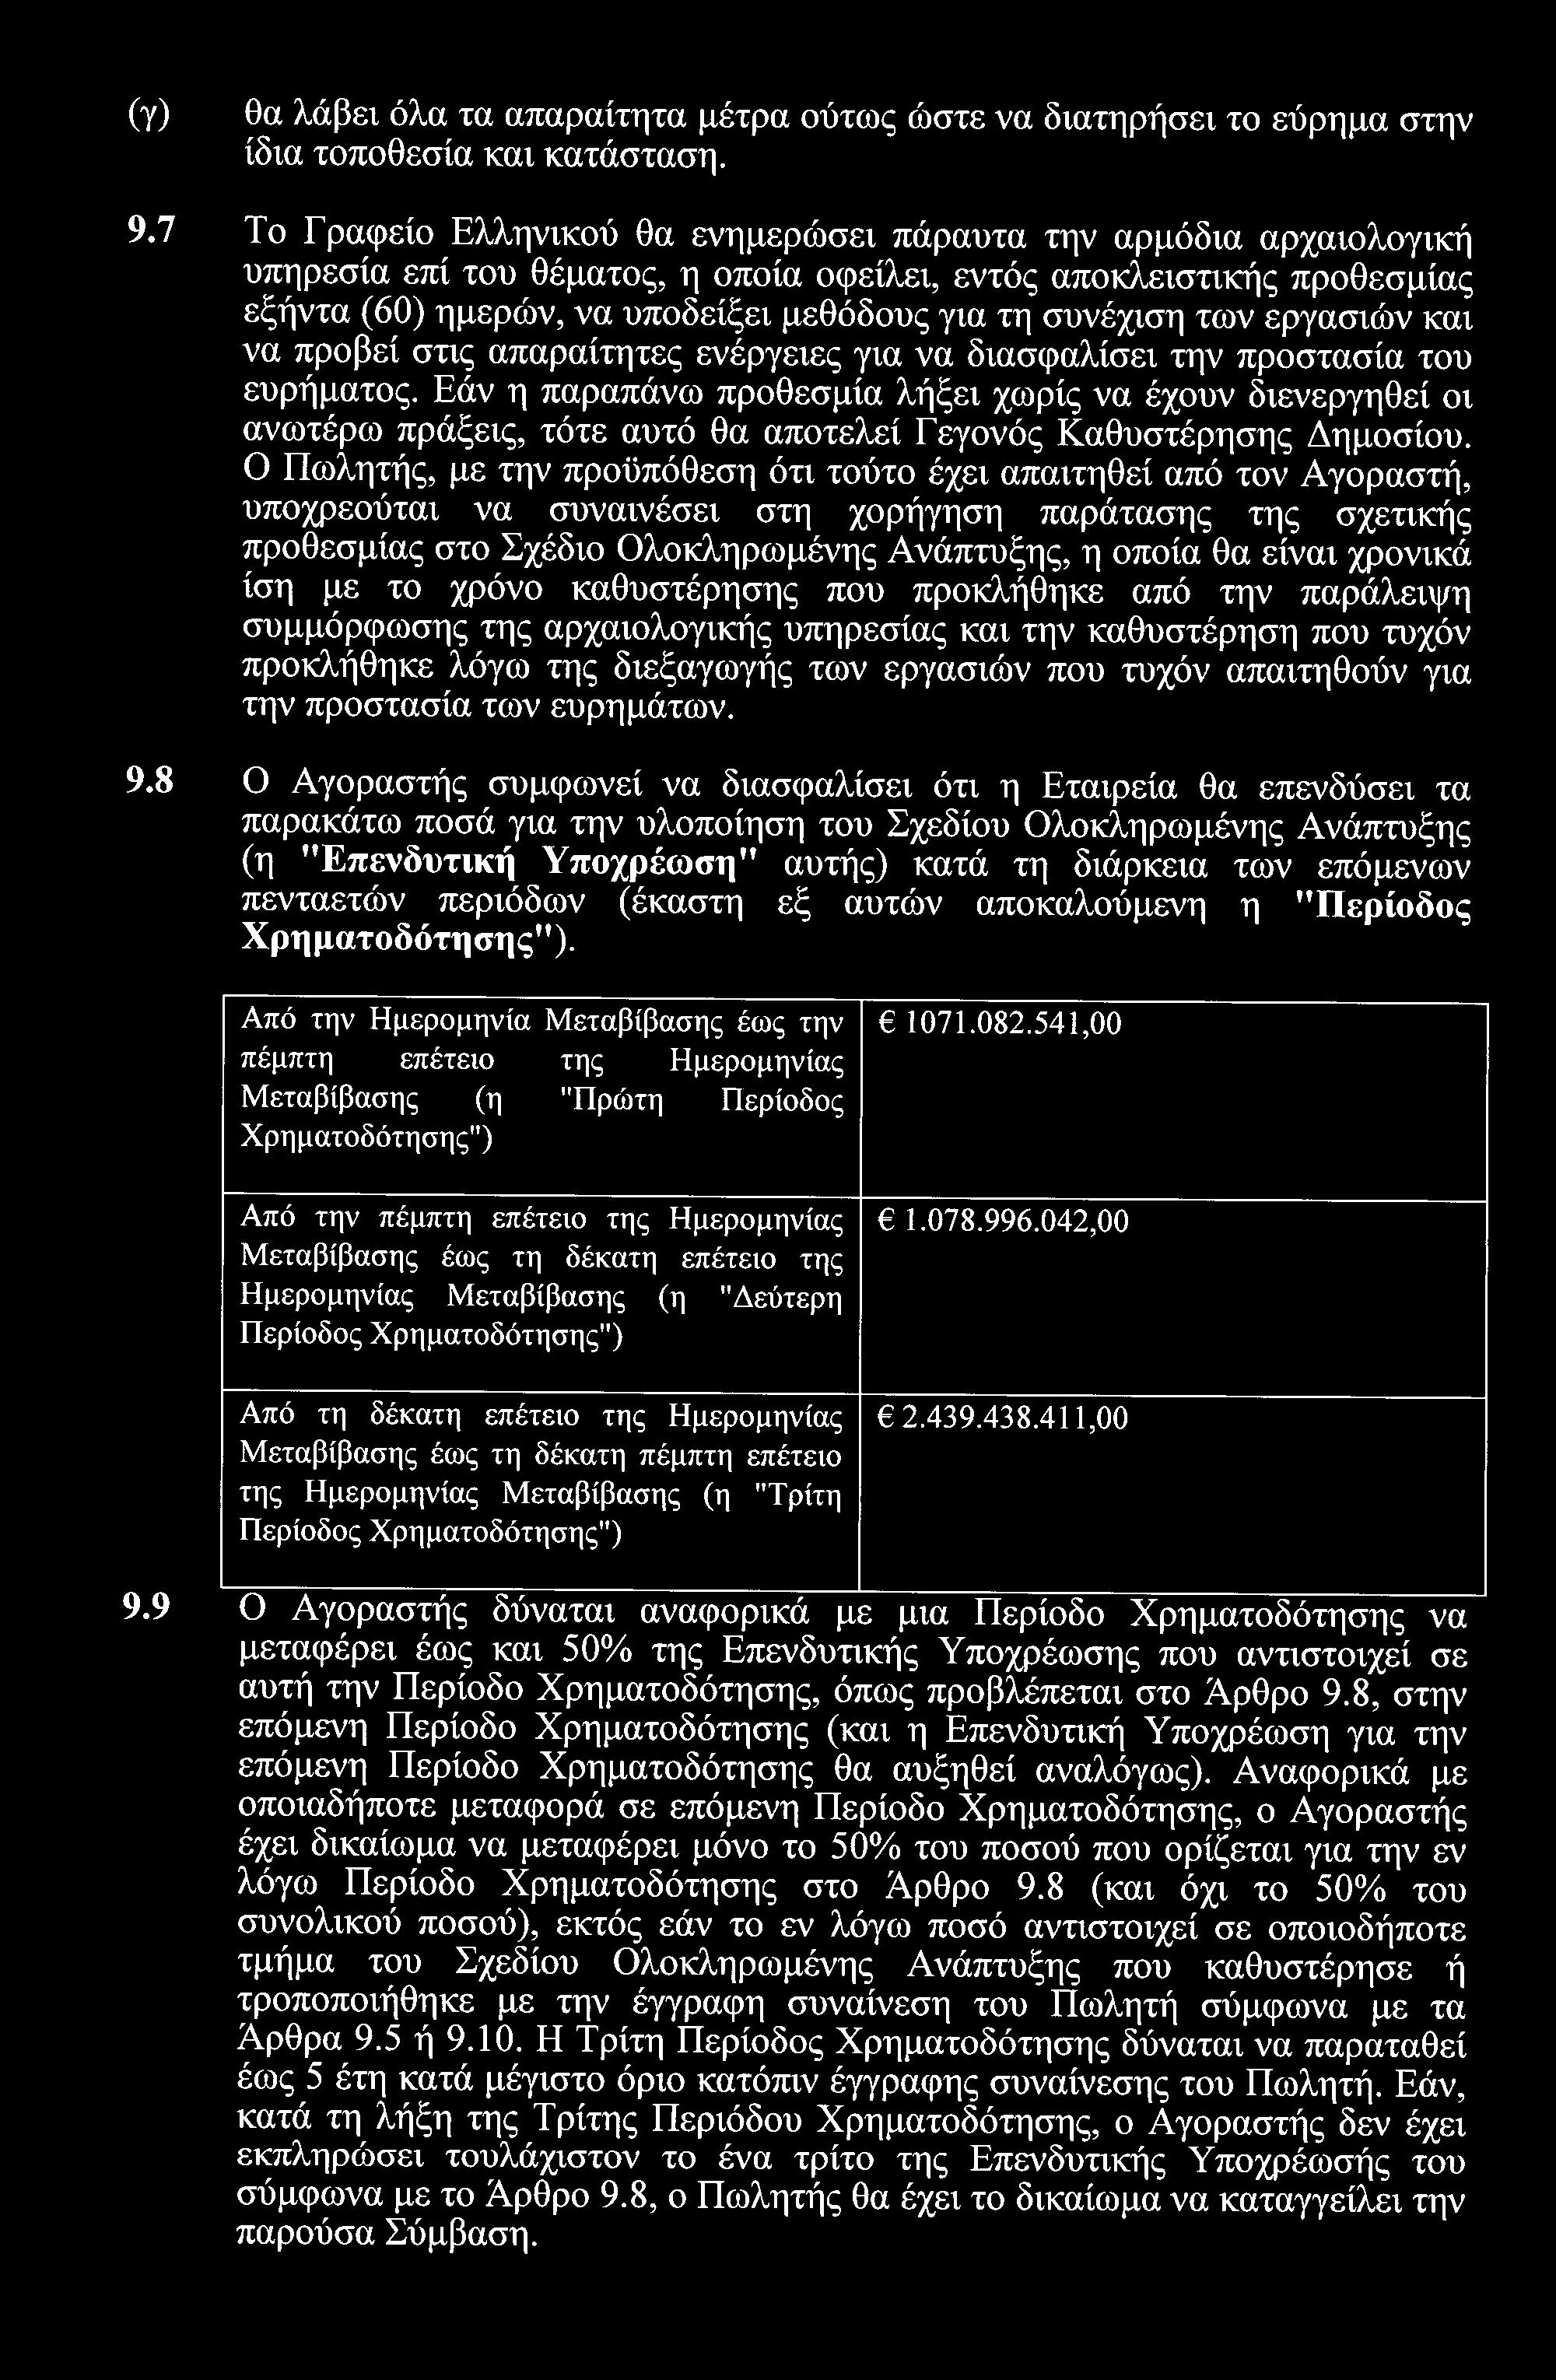 (γ) θα λάβει όλα τα απαραίτητα μέτρα ούτως ώστε να διατηρήσει το εύρημα στην
ίδια τοποθεσία και κατάσταση.
9.7 Το Γραφείο Ελληνικού θα ενημερώσει πάραυτα την αρμόδια αρχαιολογική
υπηρεσία επί του θέματος, η οποία οφείλει, εντός αποκλειστικής προθεσμίας
εξήντα (60) ημερών, να υποδείξει μεθόδους για τη συνέχιση των εργασιών και
να προβεί στις απαραίτητες ενέργειες για να διασφαλίσει την προστασία του
ευρήματος. Εάν η παραπάνω προθεσμία λήξει χωρίς να έχουν διενεργηθεί οι
ανωτέρω πράξεις, τότε αυτό θα αποτελεί Γεγονός Καθυστέρησης Δημοσίου.
Ο Πωλητής, με την προϋπόθεση ότι τούτο έχει απαιτηθεί από τον Αγοραστή,
υποχρεούται να συναινέσει στη χορήγηση παράτασης της σχετικής
προθεσμίας στο Σχέδιο Ολοκληρωμένης Ανάπτυξης, η οποία θα είναι χρονικά
ίση με το χρόνο καθυστέρησης που προκλήθηκε από την παράλειψη
συμμόρφωσης της αρχαιολογικής υπηρεσίας και την καθυστέρηση που τυχόν
προκλήθηκε λόγω της διεξαγωγής των εργασιών που τυχόν απαιτηθούν για
την προστασία των ευρημάτων.
9.8 Ο Αγοραστής συμφωνεί να διασφαλίσει ότι η Εταιρεία θα επενδύσει τα
παρακάτω ποσά για την υλοποίηση του Σχεδίου Ολοκληρωμένης Ανάπτυξης
(η "Επενδυτική Υποχρέωση" αυτής) κατά τη διάρκεια των επόμενων
πενταετών περιόδων (έκαστη εξ αυτών αποκαλούμενη η "Περίοδος
Χρηματοδότησης").
Από την Ημερομηνία Μεταβίβασης έως την € 1071.082.541,00
πέμπτη επέτειο της Ημερομηνίας
Μεταβίβασης (η "Πρώτη Περίοδος
Χρηματοδότησης")
Από την πέμπτη επέτειο της Ημερομηνίας € 1.078.996.042,00
Μεταβίβασης έως τη δέκατη επέτειο της
Ημερομηνίας Μεταβίβασης (η "Δεύτερη
Περίοδος Χρηματοδότησης")
Από τη δέκατη επέτειο της Ημερομηνίας € 2.439.438.411,00
Μεταβίβασης έως τη δέκατη πέμπτη επέτειο
της Ημερομηνίας Μεταβίβασης (η "Τρίτη
Περίοδος Χρηματοδότησης")
9.9 Ο Αγοραστής δύναται αναφορικά με μια Περίοδο Χρηματοδότησης να
μεταφέρει έως και 50% της Επενδυτικής Υποχρέωσης που αντιστοιχεί σε
αυτή την Περίοδο Χρηματοδότησης, όπως προβλέπεται στο Άρθρο 9.8, στην
επόμενη Περίοδο Χρηματοδότησης (και η Επενδυτική Υποχρέωση για την
επόμενη Περίοδο Χρηματοδότησης θα αυξηθεί αναλόγως). Αναφορικά με
οποιαδήποτε μεταφορά σε επόμενη Περίοδο Χρηματοδότησης, ο Αγοραστής
έχει δικαίωμα να μεταφέρει μόνο το 50% του ποσού που ορίζεται για την εν
λόγω Περίοδο Χρηματοδότησης στο Άρθρο 9.8 (και όχι το 50% του
συνολικού ποσού), εκτός εάν το εν λόγω ποσό αντιστοιχεί σε οποιοδήποτε
τμήμα του Σχεδίου Ολοκληρωμένης Ανάπτυξης που καθυστέρησε ή
τροποποιήθηκε με την έγγραφη συναίνεση του Πωλητή σύμφωνα με τα
Άρθρα 9.5 ή 9.10. Η Τρίτη Περίοδος Χρηματοδότησης δύναται να παραταθεί
έως 5 έτη κατά μέγιστο όριο κατόπιν έγγραφης συναίνεσης του Πωλητή. Εάν,
κατά τη λήξη της Τρίτης Περιόδου Χρηματοδότησης, ο Αγοραστής δεν έχει
εκπληρώσει τουλάχιστον το ένα τρίτο της Επενδυτικής Υποχρέωσής του
σύμφωνα με το Άρθρο 9.8, ο Πωλητής θα έχει το δικαίωμα να καταγγείλει την
παρούσα Σύμβαση.